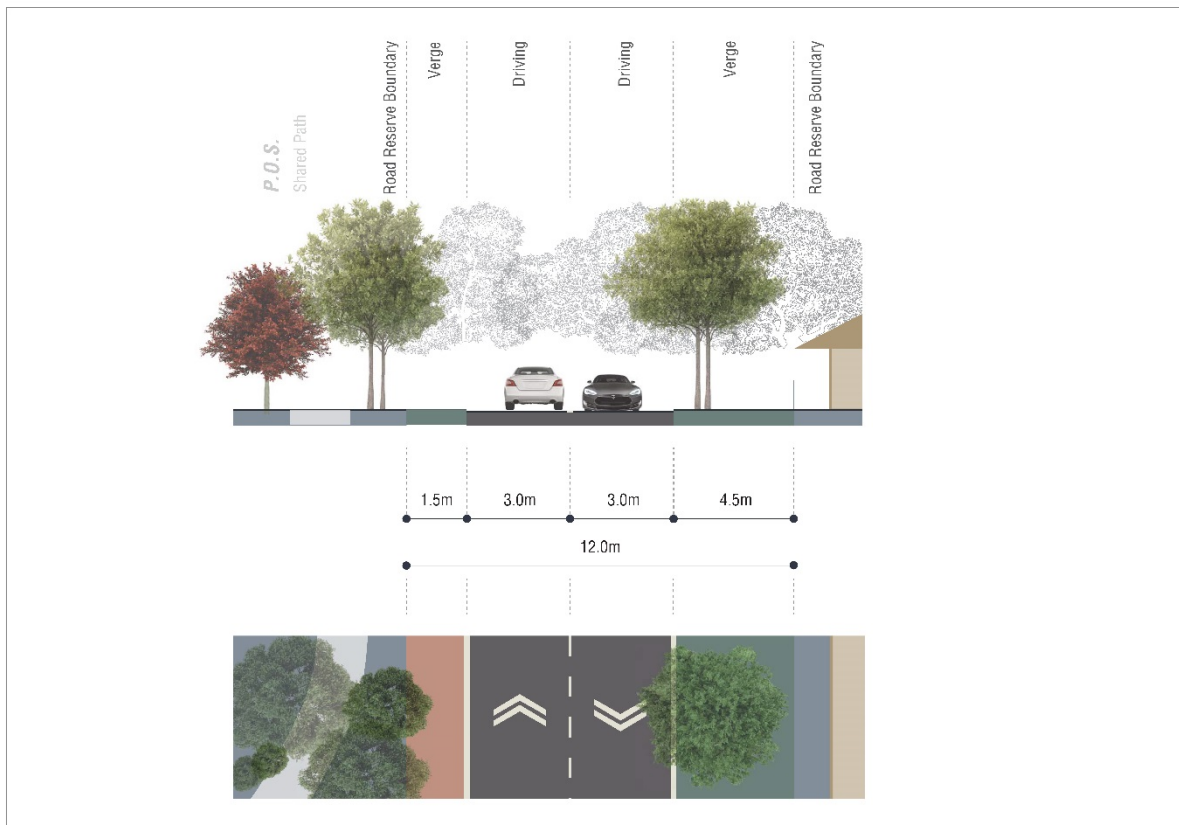 P.O.S.
Shared Path
Road Reserve Boundary
Verge
Driving
Driving
Verge
Road Reserve Boundary
1.5m
3.0m
3.0m
4.5m
12.0m